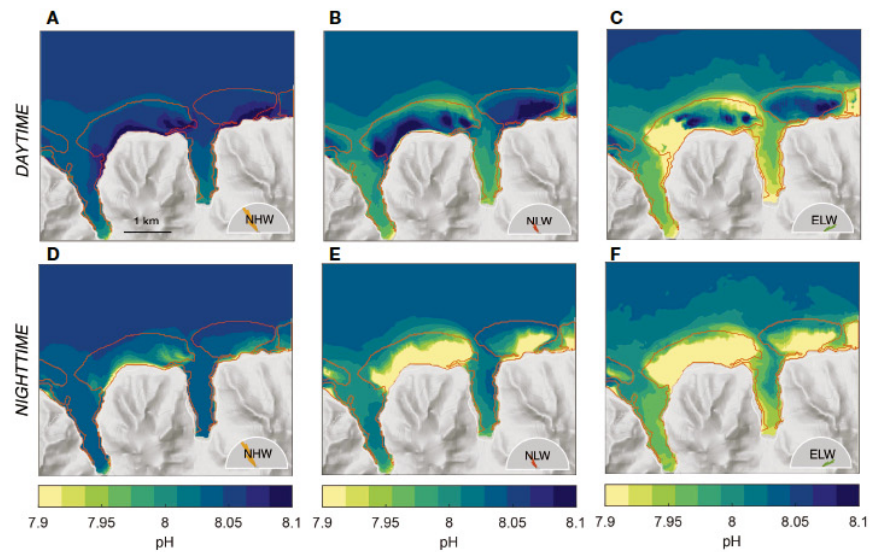 A
B
C
DAYTIME
1 km
NHW
NLW
ELW
D
E
F
NIGHTTIME
NHW
NLW
ELW
7.9 7.95 8 8.05 8.1
7.9 7.95 8 8.05 8.1
7.9 7.95 8 8.05 8.1
pH
pH
pH